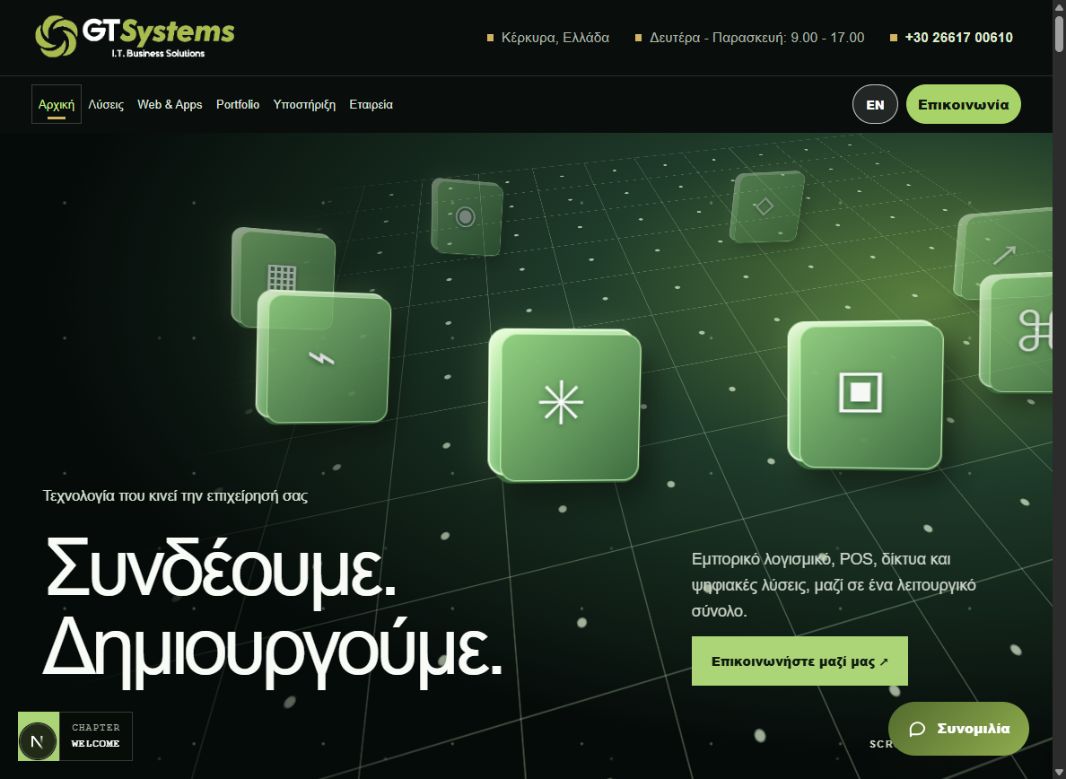 GTSystems
I.T. Business Solutions
Κέρκυρα, Ελλάδα
Δευτέρα - Παρασκευή: 9.00 - 17.00
+30 26617 00610
Αρχική
Λύσεις
Web & Apps
Portfolio
Υποστήριξη
Εταιρεία
EN
Επικοινωνία
Τεχνολογία που κινεί την επιχείρησή σας
Συνδέουμε.
Δημιουργούμε.
Εμπορικό λογισμικό, POS, δίκτυα και
ψηφιακές λύσεις, μαζί σε ένα λειτουργικό
σύνολο.
Επικοινωνήστε μαζί μας ↗
N
CHAPTER
WELCOME
SCR
Συνομιλία